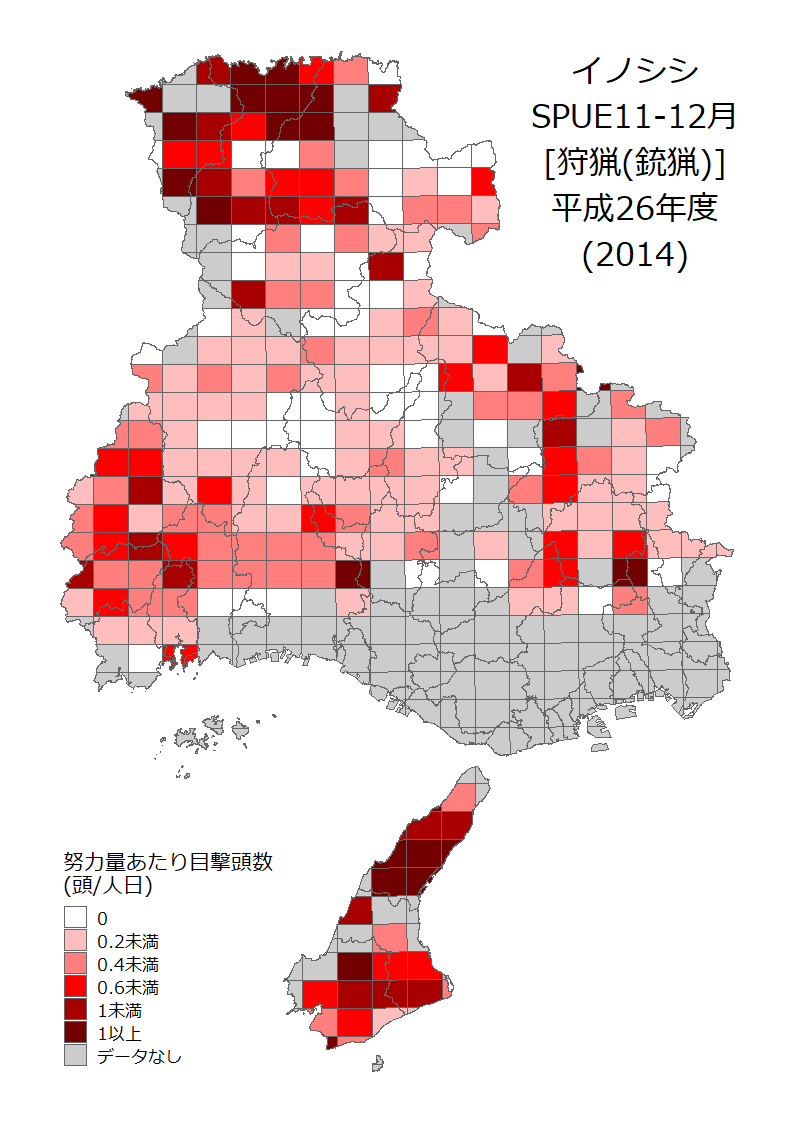 イノシシ
SPUE11-12月
[狩猟(銃猟)]
平成26年度
(2014)
努力量あたり目撃頭数
(頭/人日)
0
0.2未満
0.4未満
0.6未満
1未満
1以上
データなし